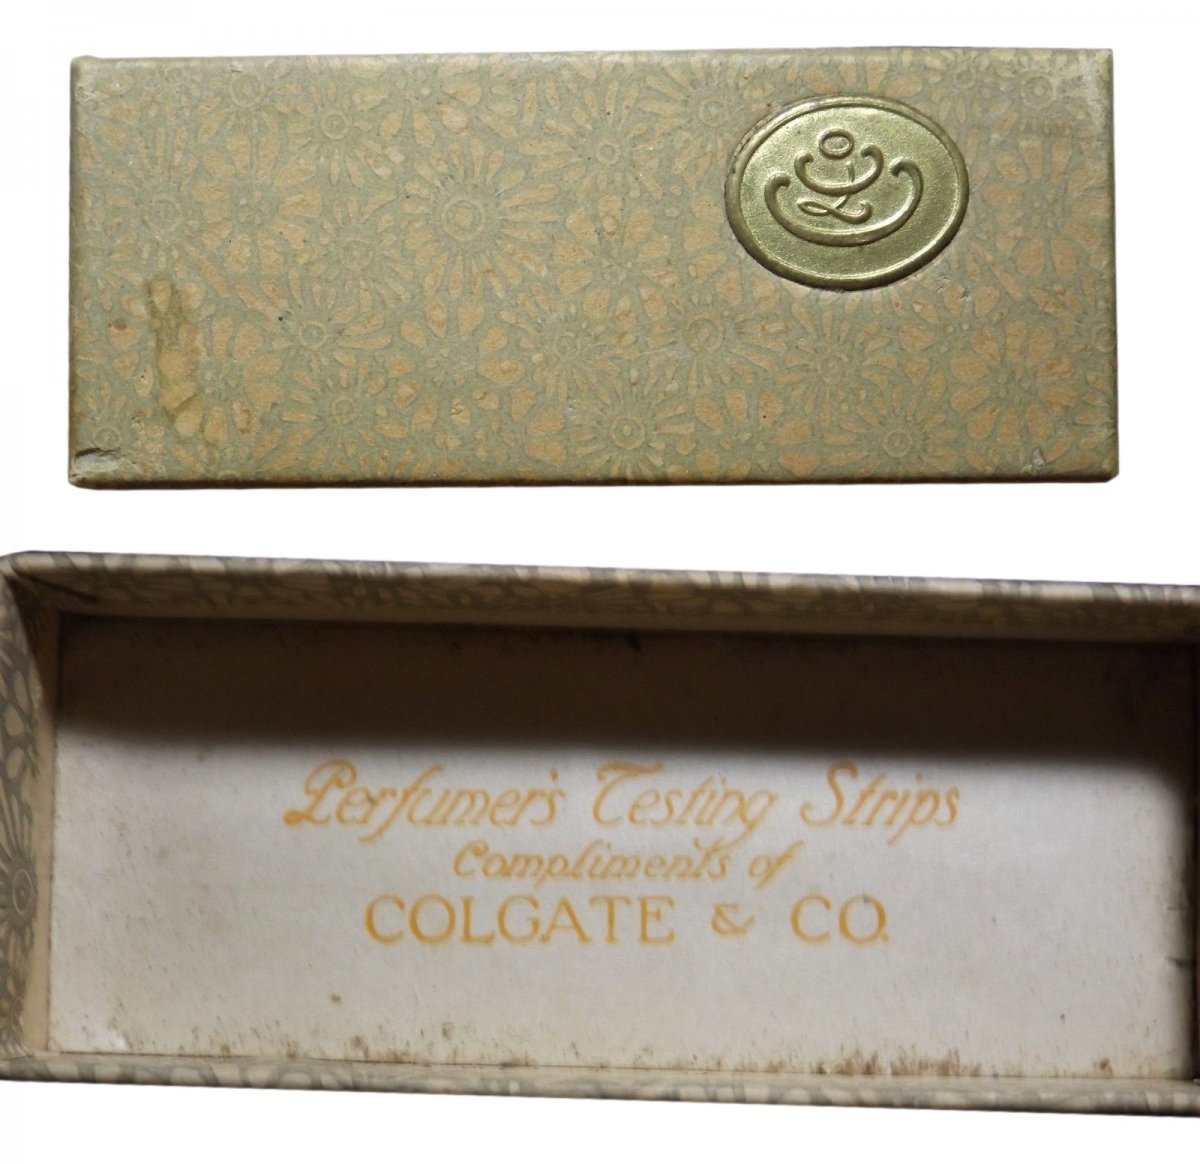 Perfumer's Testing Strips
Compliments of
COLGATE & CO.